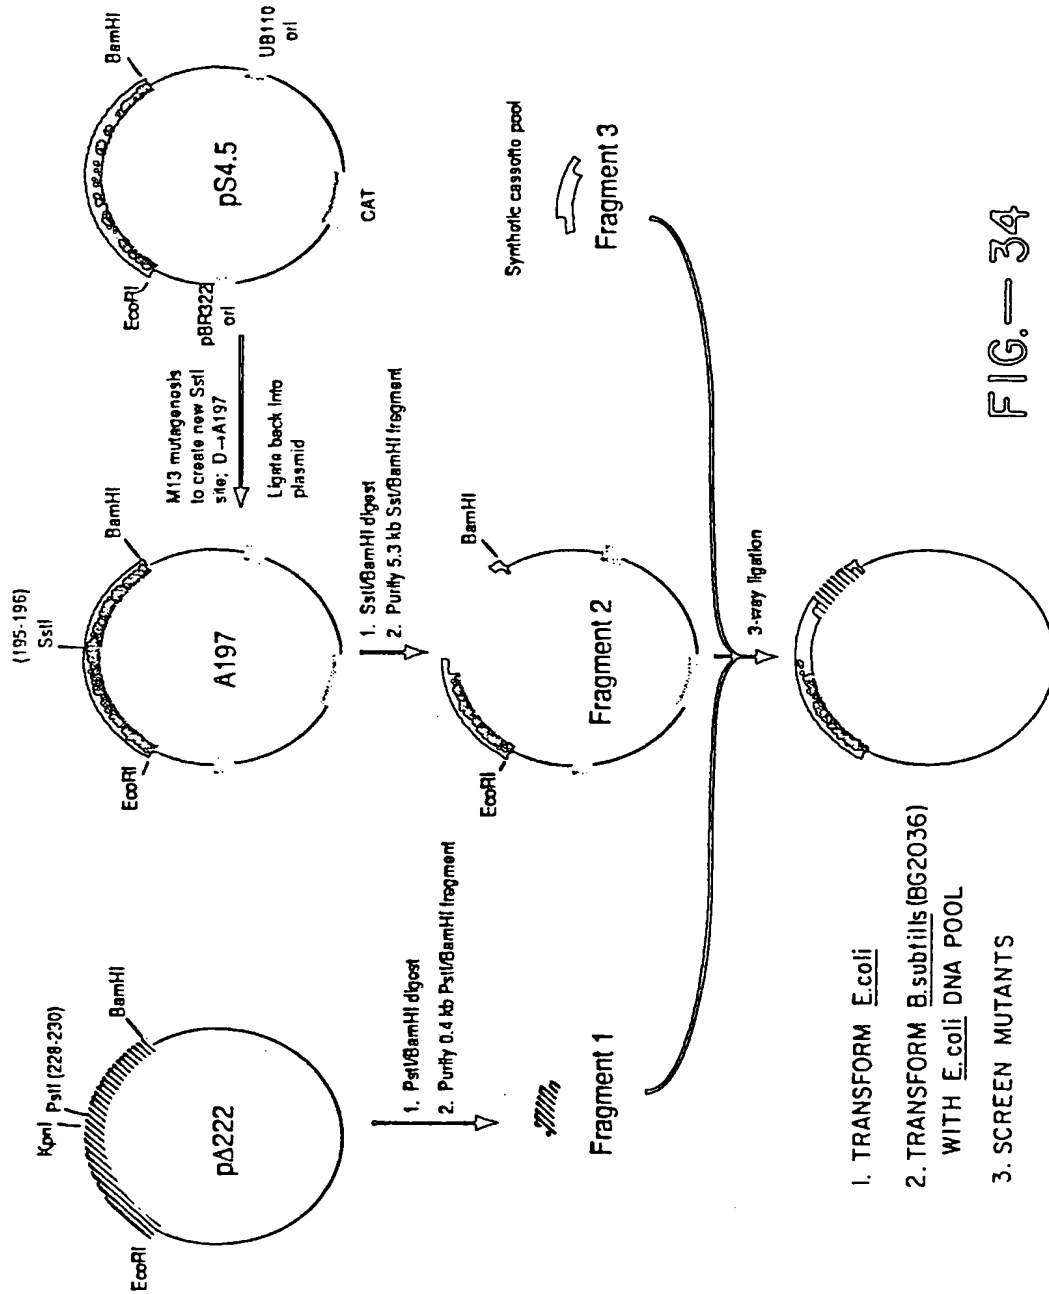 KpnI
PstI (228-230)
EcoRI
BamHI
pΔ222
1. PstI/BamHI digest
2. Purify 0.4 kb PstI/BamHI fragment
Fragment 1
(195-196)
SstI
EcoRI
BamHI
A197
1. SstI/BamHI digest
2. Purify 5.3 kb Sst/BamHI fragment
EcoRI
BamHI
Fragment 2
M13 mutagenesis
to create new SstI
site; D→A197
Ligate back into
plasmid
EcoRI
BamHI
pS4.5
pBR322
ori
UB110
ori
CAT
Synthetic cassette pool
Fragment 3
3-way ligation
1. TRANSFORM E.coli
2. TRANSFORM B.subtilis (BG2036)
WITH E.coli DNA POOL
3. SCREEN MUTANTS
FIG.—34